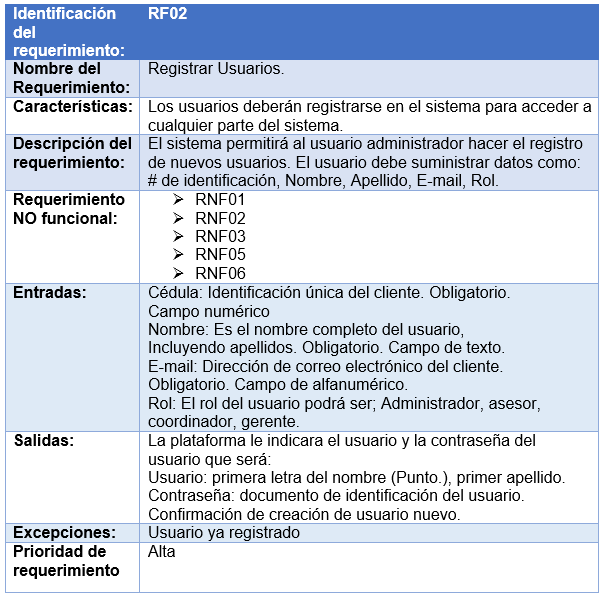 Identificación del requerimiento:
RF02
Nombre del Requerimiento:
Registrar Usuarios.
Características:
Los usuarios deberán registrarse en el sistema para acceder a
cualquier parte del sistema.
Descripción del requerimiento:
El sistema permitirá al usuario administrador hacer el registro
de nuevos usuarios. El usuario debe suministrar datos como:
# de identificación, Nombre, Apellido, E-mail, Rol.
Requerimiento NO funcional:
➢ RNF01
➢ RNF02
➢ RNF03
➢ RNF05
➢ RNF06
Entradas:
Cédula: Identificación única del cliente. Obligatorio.
Campo numérico
Nombre: Es el nombre completo del usuario,
Incluyendo apellidos. Obligatorio. Campo de texto.
E-mail: Dirección de correo electrónico del cliente.
Obligatorio. Campo de alfanumérico.
Rol: El rol del usuario podrá ser; Administrador, asesor,
coordinador, gerente.
Salidas:
La plataforma le indicara el usuario y la contraseña del
usuario que será:
Usuario: primera letra del nombre (Punto.), primer apellido.
Contraseña: documento de identificación del usuario.
Confirmación de creación de usuario nuevo.
Excepciones:
Usuario ya registrado
Prioridad de requerimiento
Alta